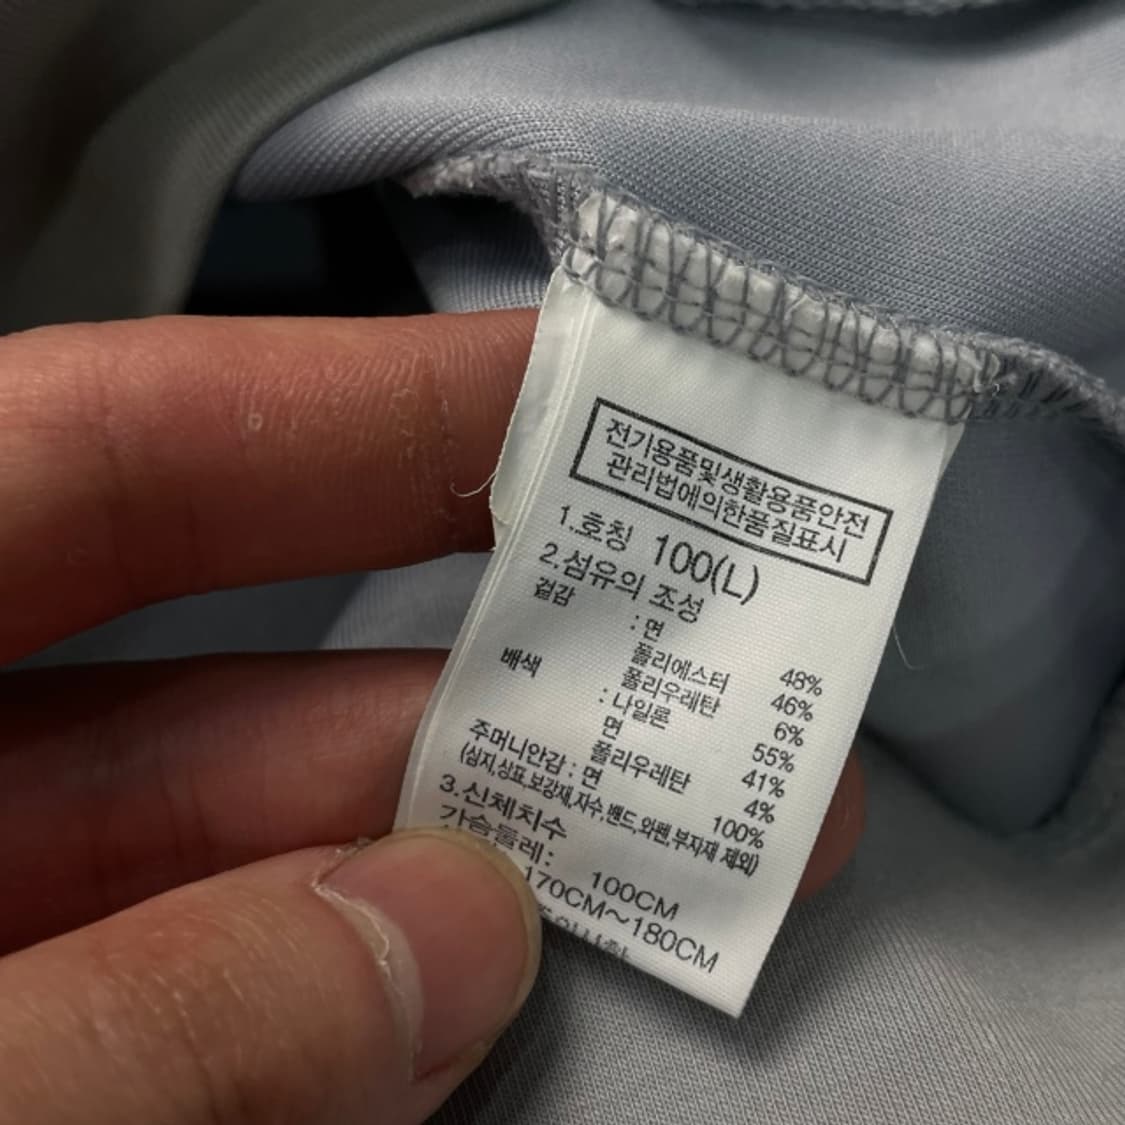 전기용품및생활용품안전
관리법에의한품질표시
1.호칭 100(L)
2.섬유의 조성
겉감 : 면 48%
폴리에스터 46%
폴리우레탄 6%
배색 : 나일론 55%
면 41%
폴리우레탄 4%
주머니안감 : 면 100%
(심지,상표,보강재,자수,밴드,와펜,부자재 제외)
3.신체치수
가슴둘레: 100CM
170CM~180CM